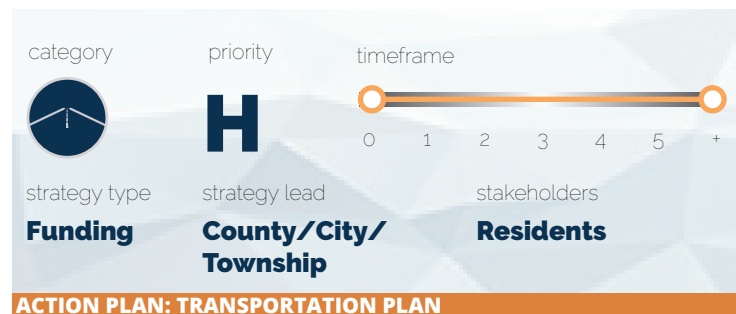 category priority timeframe
H
0 1 2 3 4 5 +
strategy type strategy lead stakeholders
Funding County/City/ Residents
Township
ACTION PLAN: TRANSPORTATION PLAN